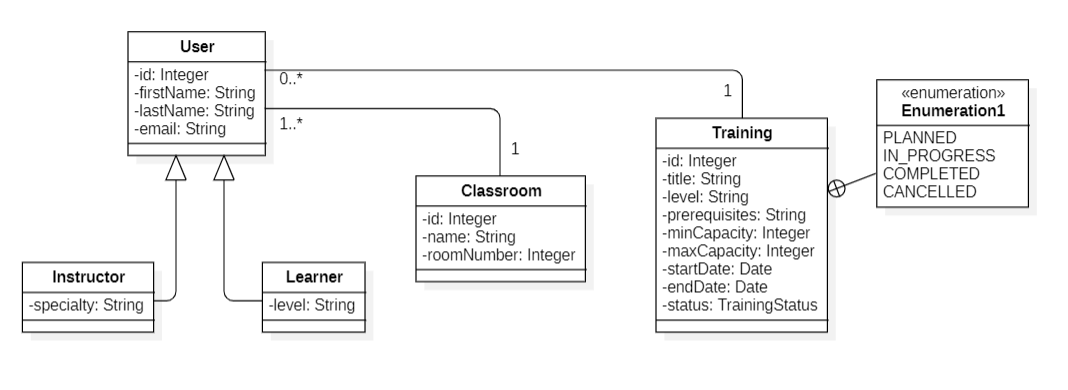 User
-id: Integer
-firstName: String
-lastName: String
-email: String
0..*
1
1..*
1
«enumeration»
Enumeration1
PLANNED
IN_PROGRESS
COMPLETED
CANCELLED
Training
-id: Integer
-title: String
-level: String
-prerequisites: String
-minCapacity: Integer
-maxCapacity: Integer
-startDate: Date
-endDate: Date
-status: TrainingStatus
Classroom
-id: Integer
-name: String
-roomNumber: Integer
Instructor
-specialty: String
Learner
-level: String